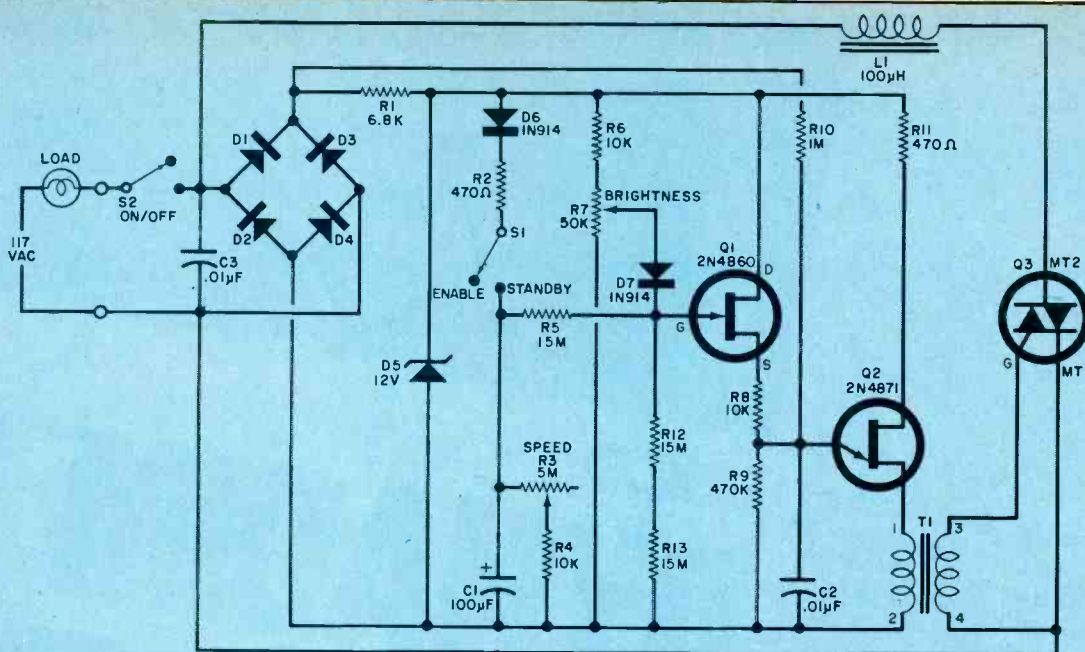 L1
100µH
R1
6.8K
D6
1N914
R6
10K
R10
1M
R11
470Ω
LOAD
D1
D3
S2
ON/OFF
R2
470Ω
BRIGHTNESS
R7
50K
117
VAC
D2
D4
S1
C3
.01µF
ENABLE
STANDBY
D7
1N914
Q1
2N4860
D
G
S
Q3
MT2
MT
G
R5
15M
D5
12V
Q2
2N4871
R8
10K
SPEED
R3
5M
R12
15M
R9
470K
R4
10K
R13
15M
T1
1
3
2
4
+
C1
100µF
C2
.01µF